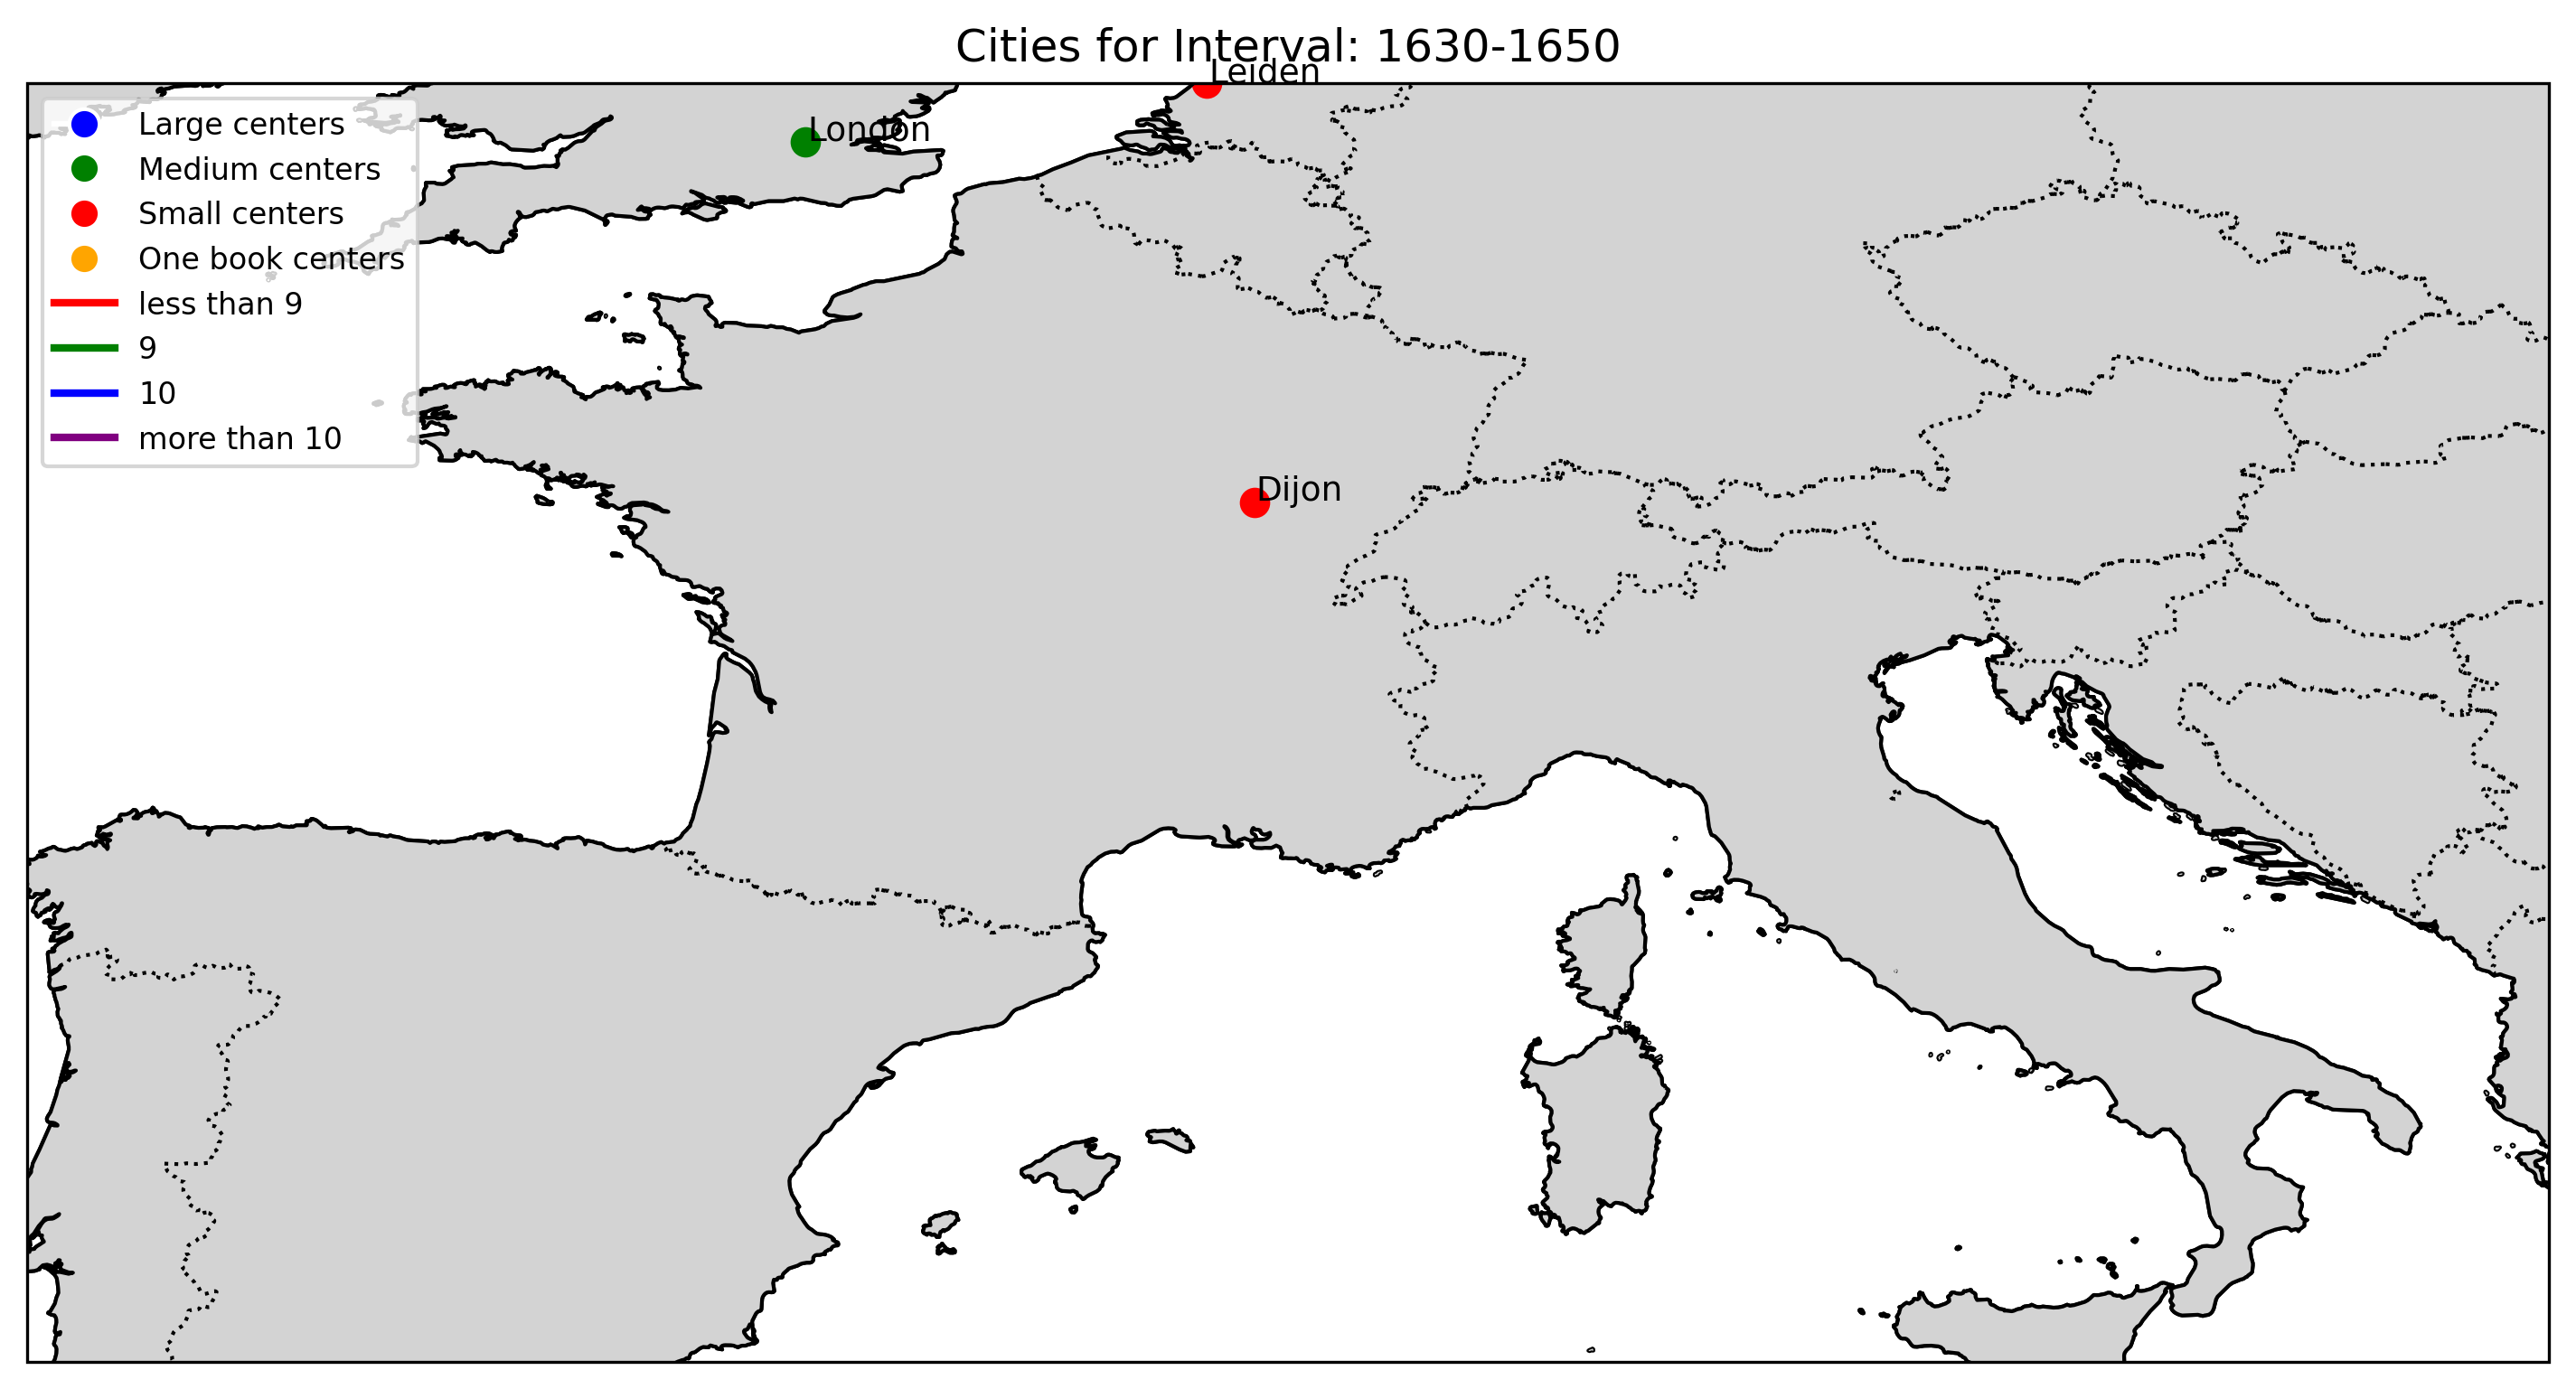 Cities for Interval: 1630-1650
Leiden
London
Large centers
Medium centers
Small centers
One book centers
less than 9
9
10
more than 10
Dijon